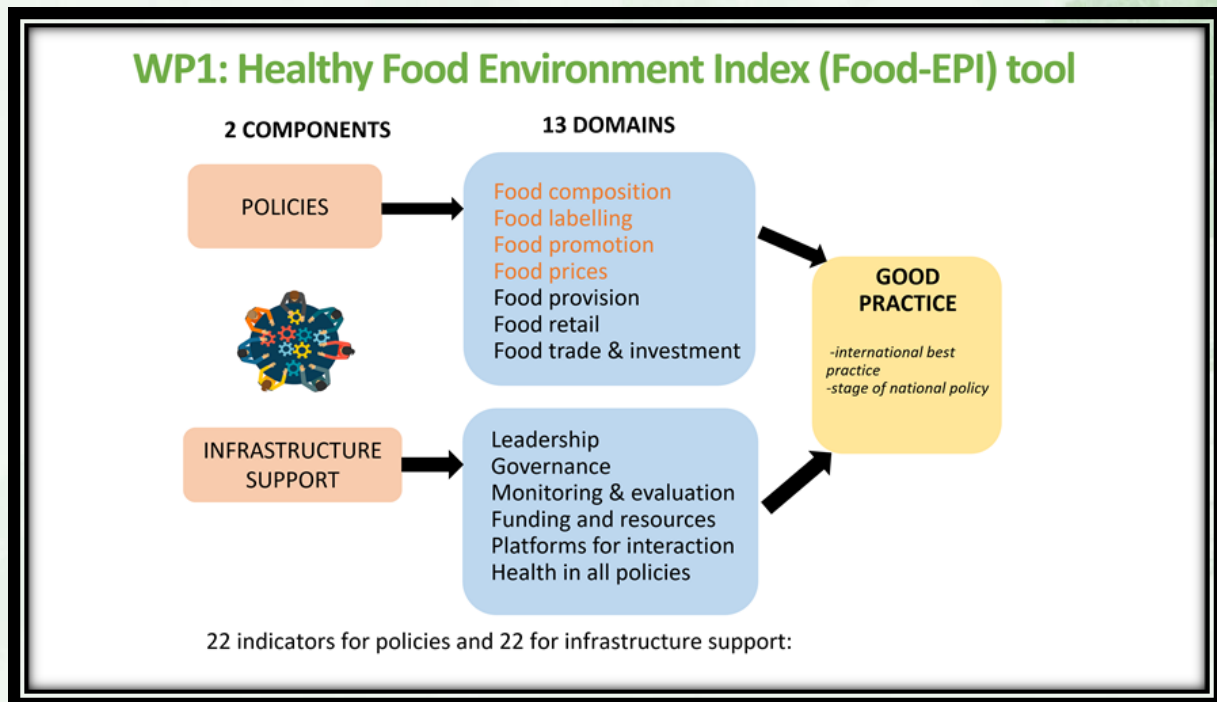 WP1: Healthy Food Environment Index (Food-EPI) tool
2 COMPONENTS
13 DOMAINS
POLICIES
Food composition
Food labelling
Food promotion
Food prices
Food provision
Food retail
Food trade & investment
INFRASTRUCTURE
SUPPORT
Leadership
Governance
Monitoring & evaluation
Funding and resources
Platforms for interaction
Health in all policies
GOOD
PRACTICE
-international best
practice
-stage of national policy
22 indicators for policies and 22 for infrastructure support: